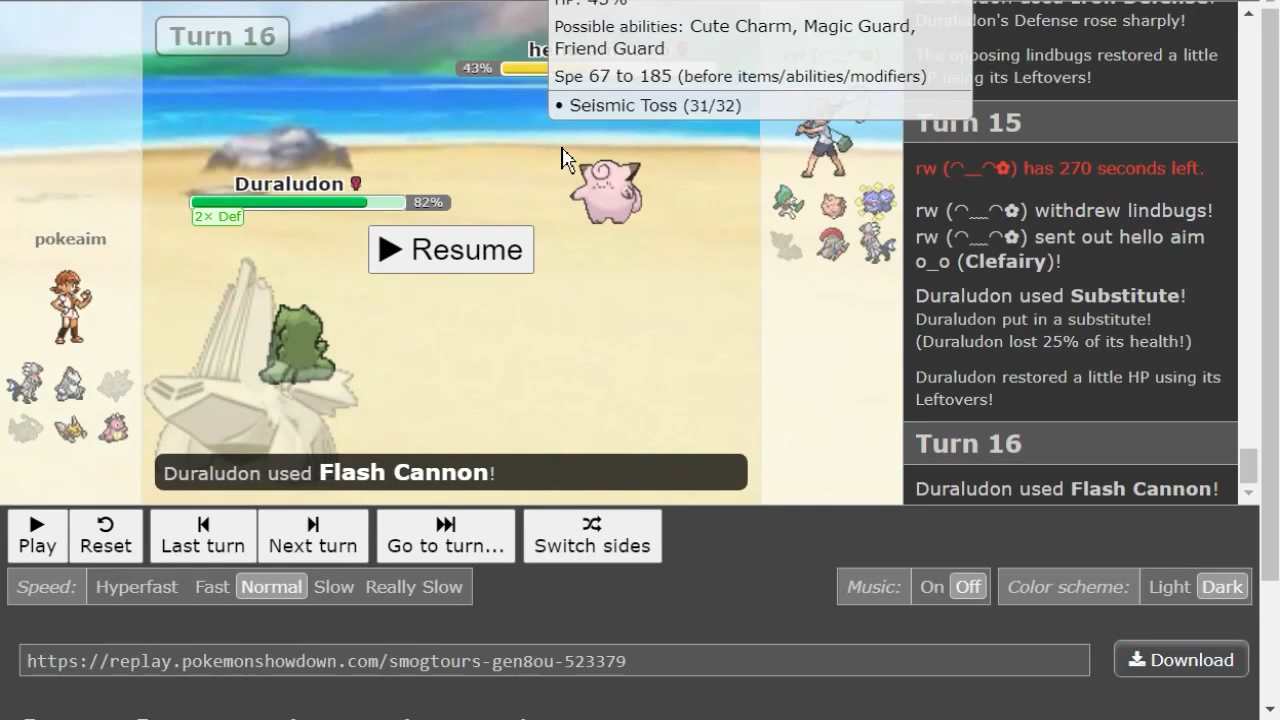 Turn 16
43%
Possible abilities: Cute Charm, Magic Guard,
Friend Guard
Spe 67 to 185 (before items/abilities/modifiers)
• Seismic Toss (31/32)
Duraludon
82%
2× Def
pokeaim
▶ Resume
Duraludon used Flash Cannon!
Duraludon's Defense rose sharply!
The opposing lindbugs restored a little
HP using its Leftovers!
Turn 15
rw (◠﹏◠✿) has 270 seconds left.
rw (◠﹏◠✿) withdrew lindbugs!
rw (◠﹏◠✿) sent out hello aim
o_o (Clefairy)!
Duraludon used Substitute!
Duraludon put in a substitute!
(Duraludon lost 25% of its health!)
Duraludon restored a little HP using its
Leftovers!
Turn 16
Duraludon used Flash Cannon!
Play
Reset
Last turn
Next turn
Go to turn...
Switch sides
Speed: Hyperfast Fast Normal Slow Really Slow
Music: On Off
Color scheme: Light Dark
https://replay.pokemonshowdown.com/smogtours-gen8ou-523379
Download